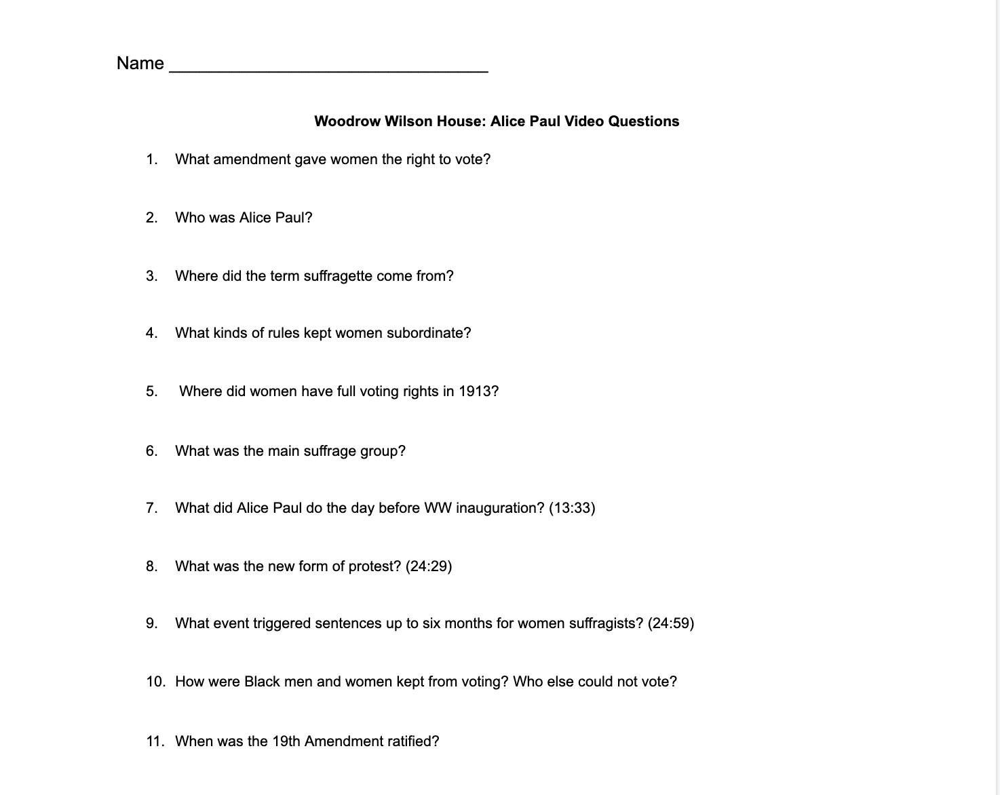 Name ________________________________
Woodrow Wilson House: Alice Paul Video Questions
1. What amendment gave women the right to vote?
2. Who was Alice Paul?
3. Where did the term suffragette come from?
4. What kinds of rules kept women subordinate?
5. Where did women have full voting rights in 1913?
6. What was the main suffrage group?
7. What did Alice Paul do the day before WW inauguration? (13:33)
8. What was the new form of protest? (24:29)
9. What event triggered sentences up to six months for women suffragists? (24:59)
10. How were Black men and women kept from voting? Who else could not vote?
11. When was the 19th Amendment ratified?